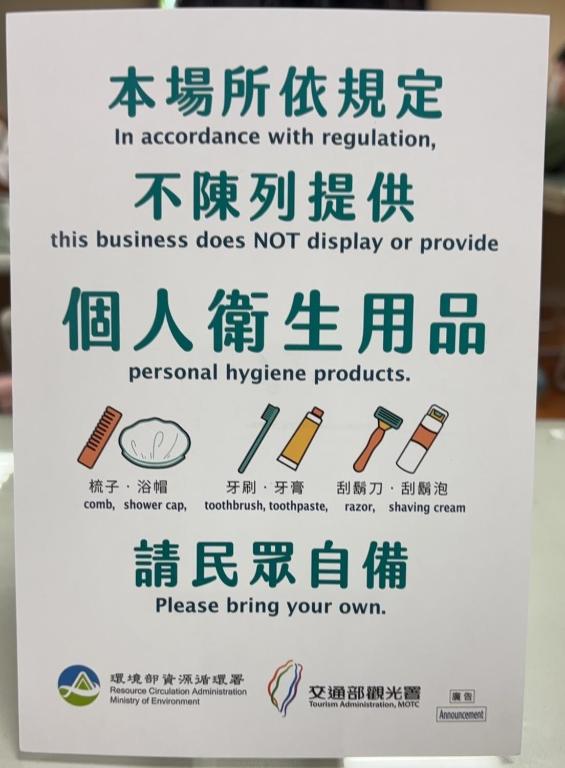 本場所依規定
In accordance with regulation,
不陳列提供
this business does NOT display or provide
個人衛生用品
personal hygiene products.
梳子・浴帽 牙刷・牙膏 刮鬍刀・刮鬍泡
comb, shower cap, toothbrush, toothpaste, razor, shaving cream
請民眾自備
Please bring your own.
環境部資源循環署
Resource Circulation Administration
Ministry of Environment
交通部觀光署
Tourism Administration, MOTC
廣告
Announcement